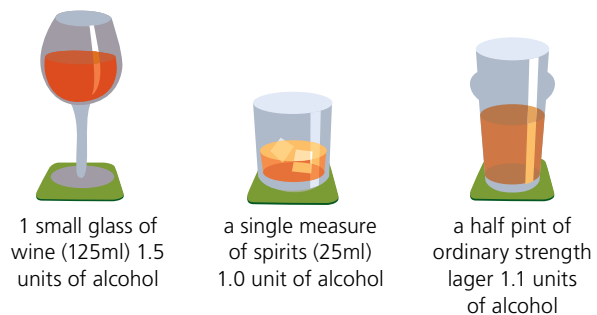 1 small glass of
wine (125ml) 1.5
units of alcohol
a single measure
of spirits (25ml)
1.0 unit of alcohol
a half pint of
ordinary strength
lager 1.1 units
of alcohol